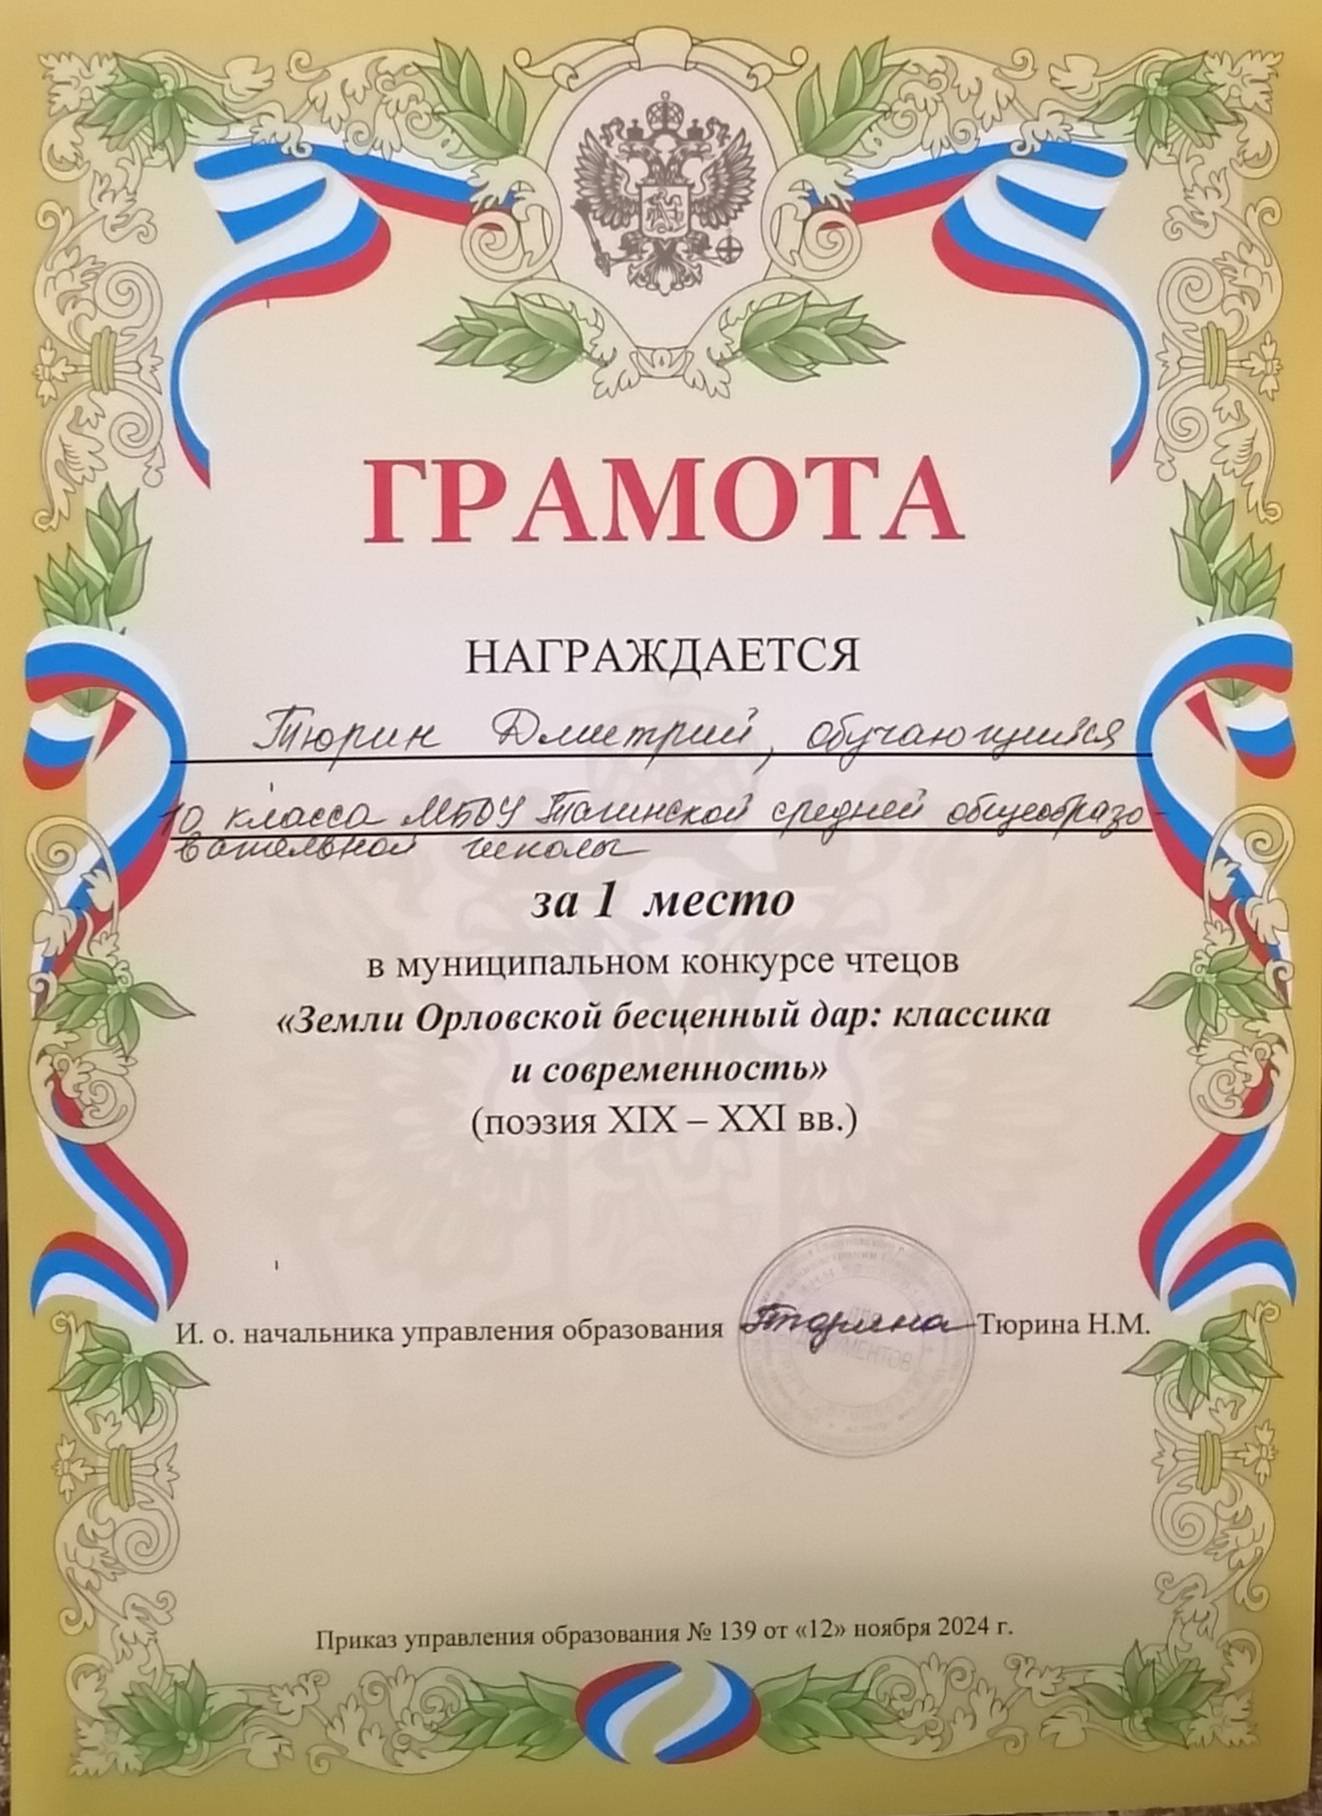 ГРАМОТА
НАГРАЖДАЕТСЯ
Тюрин Дмитрий, обучающийся
10 класса МБОУ Тагинской средней общеобразо-
вательной школы
за 1 место
в муниципальном конкурсе чтецов
«Земли Орловской бесценный дар: классика
и современность»
(поэзия XIX – XXI вв.)
И. о. начальника управления образования Тюрина Тюрина Н.М.
ДОКУМЕНТОВ
Приказ управления образования № 139 от «12» ноября 2024 г.